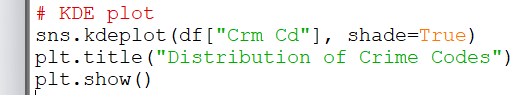 # KDE plot
sns.kdeplot(df["Crm Cd"], shade=True)
plt.title("Distribution of Crime Codes")
plt.show()